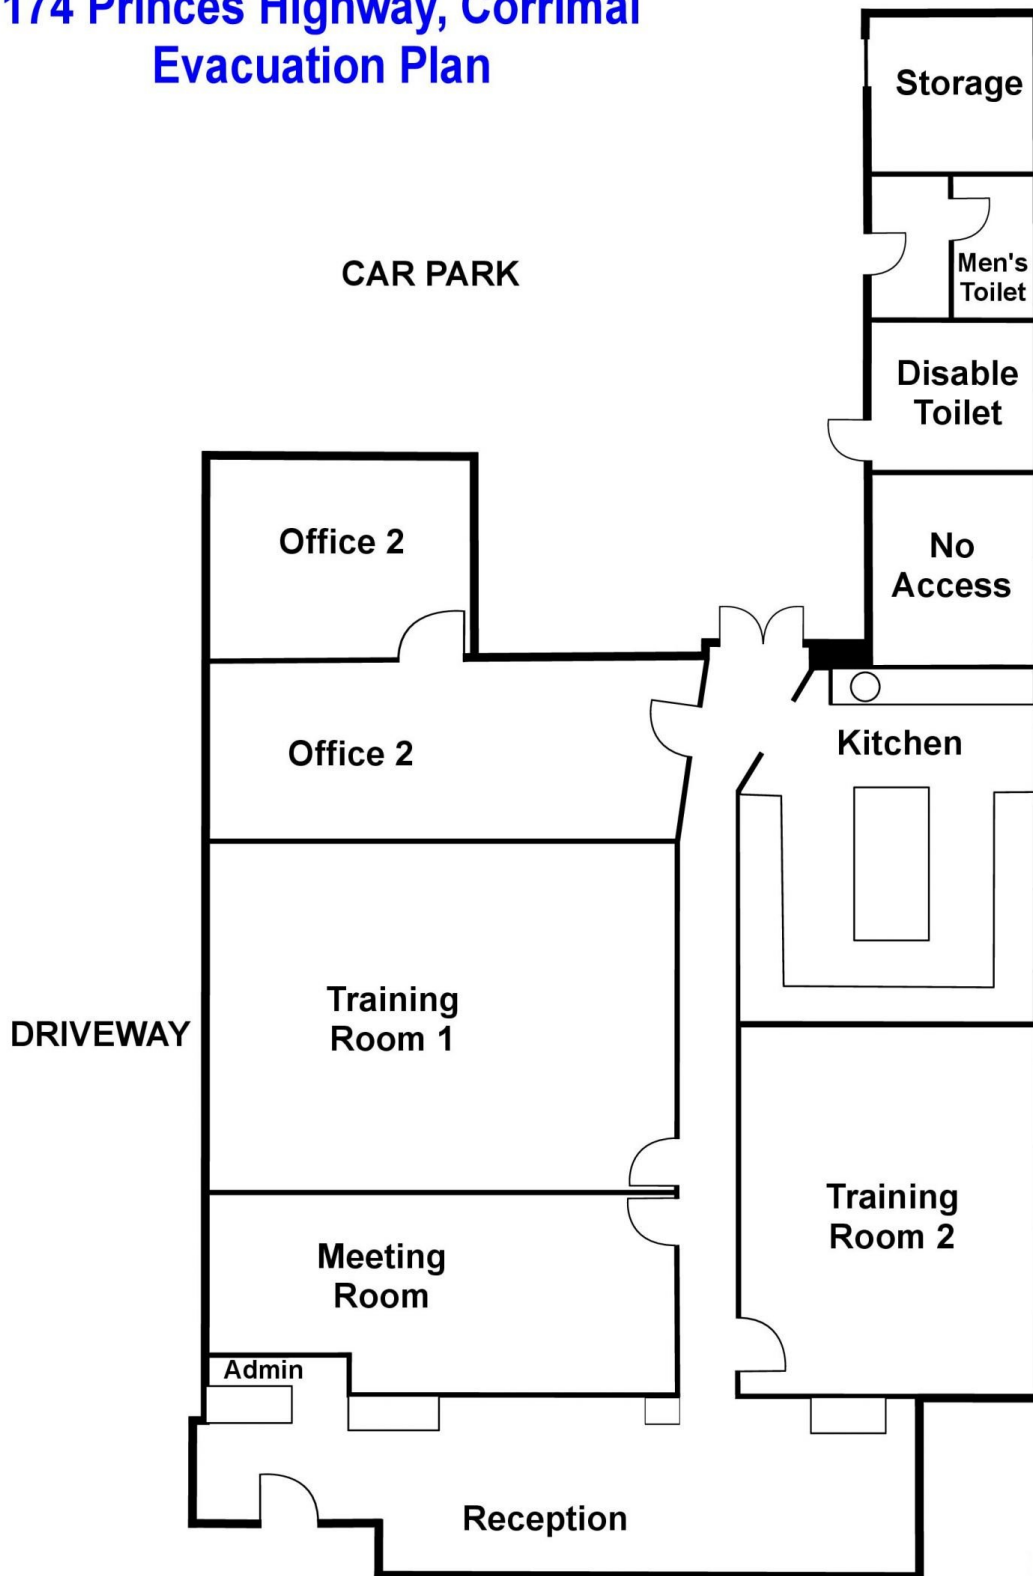 174 Princes Highway, Corrimal
Evacuation Plan
Storage
CAR PARK
Men's
Toilet
Disable
Toilet
Office 2
No
Access
Office 2
Kitchen
Training
Room 1
DRIVEWAY
Training
Room 2
Meeting
Room
Admin
Reception